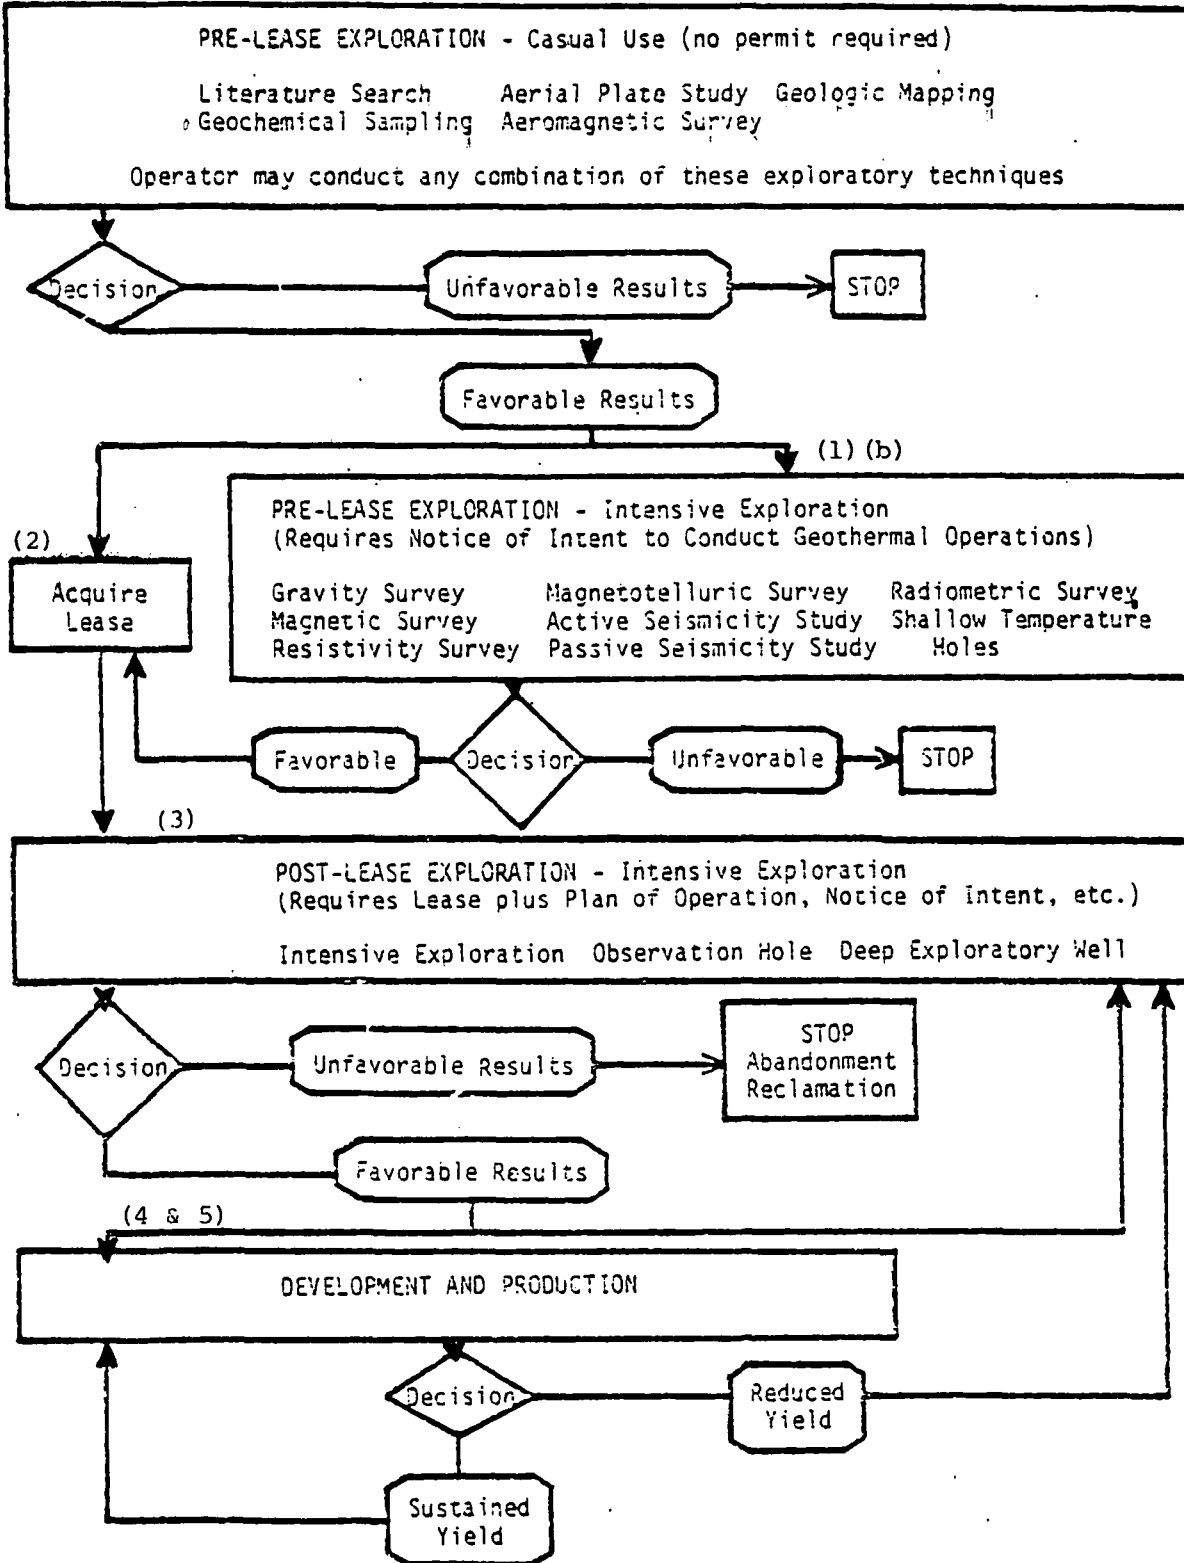 PRE-LEASE EXPLORATION - Casual Use (no permit required)
Literature Search Aerial Plate Study Geologic Mapping
Geochemical Sampling Aeromagnetic Survey
Operator may conduct any combination of these exploratory techniques
Decision
Unfavorable Results
STOP
Favorable Results
(1) (b)
PRE-LEASE EXPLORATION - Intensive Exploration
(Requires Notice of Intent to Conduct Geothermal Operations)
Gravity Survey Magnetotelluric Survey Radiometric Survey
Magnetic Survey Active Seismicity Study Shallow Temperature
Resistivity Survey Passive Seismicity Study Holes
(2)
Acquire
Lease
Favorable
Decision
Unfavorable
STOP
(3)
POST-LEASE EXPLORATION - Intensive Exploration
(Requires Lease plus Plan of Operation, Notice of Intent, etc.)
Intensive Exploration Observation Hole Deep Exploratory Well
Decision
Unfavorable Results
STOP
Abandonment
Reclamation
Favorable Results
(4 & 5)
DEVELOPMENT AND PRODUCTION
Decision
Reduced
Yield
Sustained
Yield